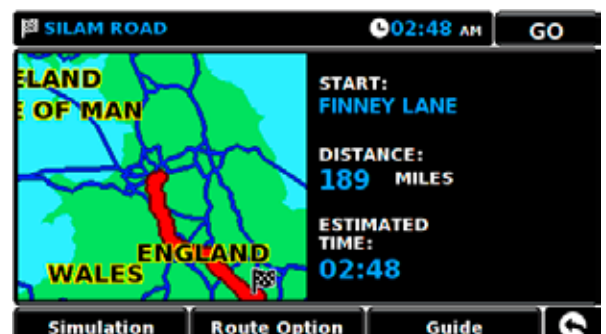 SILAM ROAD
02:48 AM
GO
ELAND
E OF MAN
ENGLAND
WALES
START:
FINNEY LANE
DISTANCE:
189 MILES
ESTIMATED
TIME:
02:48
Simulation
Route Option
Guide